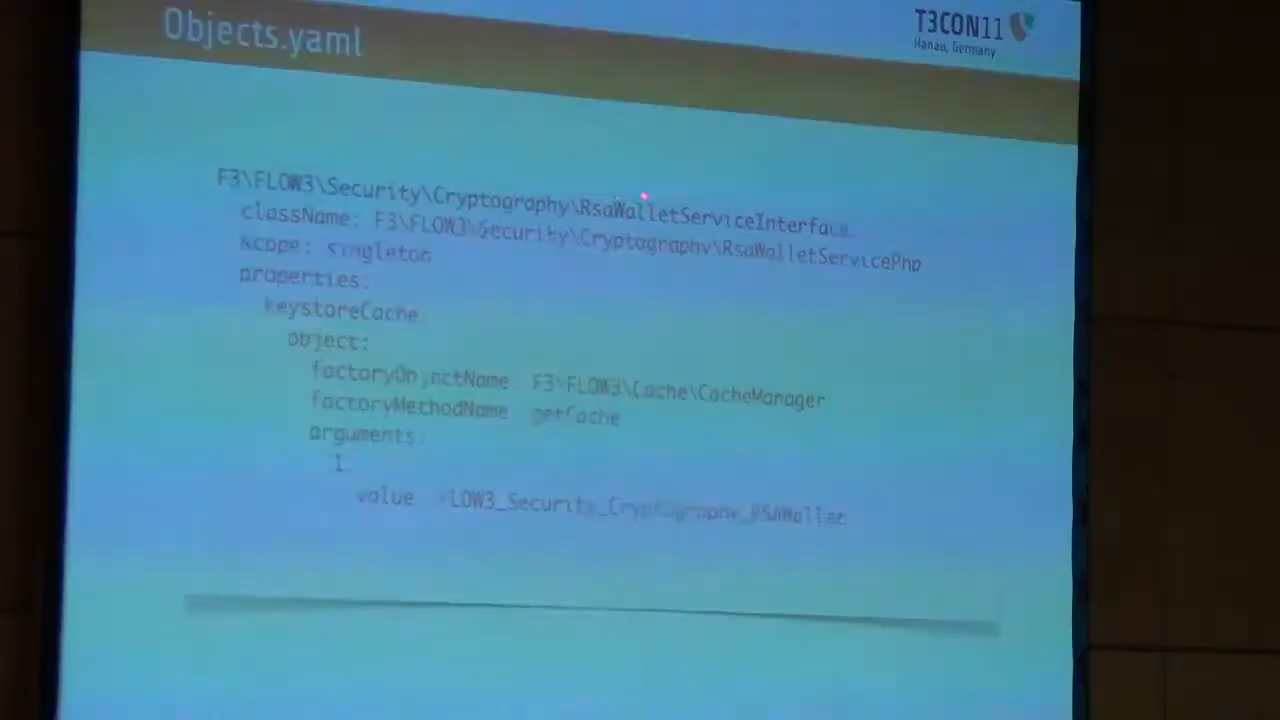 Objects.yaml
T3CON11
Hanau, Germany
F3\FLOW3\Security\Cryptography\RsaWalletServiceInterface:
className: F3\FLOW3\Security\Cryptography\RsaWalletServicePhp
scope: singleton
properties:
keystoreCache:
object:
factoryObjectName: F3\FLOW3\Cache\CacheManager
factoryMethodName: getCache
arguments:
1:
value: FLOW3_Security_Cryptography_RSAWallet